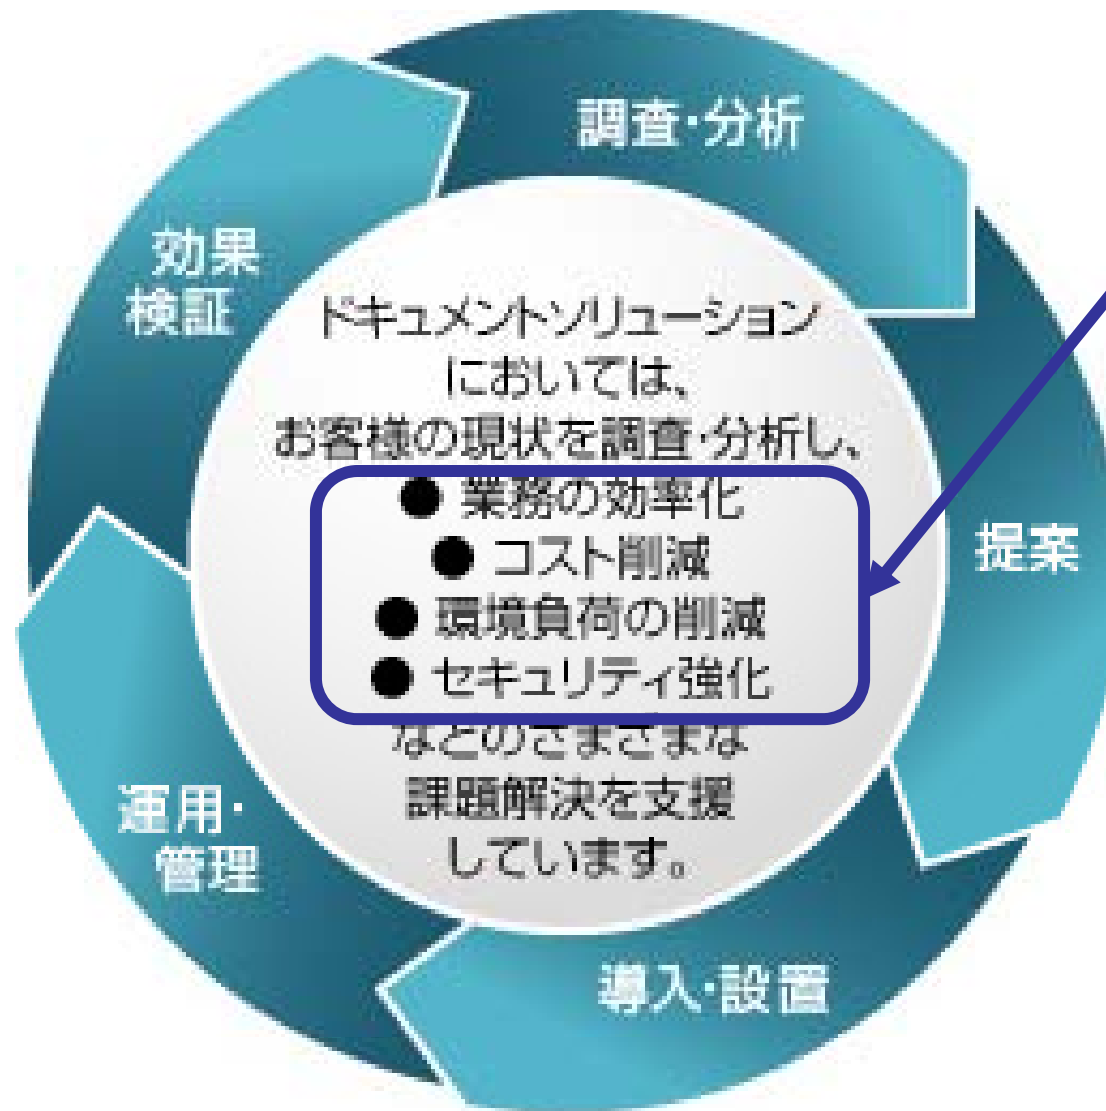 調査・分析
提案
導入・設置
運用・
管理
効果
検証
ドキュメントソリューション
においては、
お客様の現状を調査・分析し、
● 業務の効率化
● コスト削減
● 環境負荷の削減
● セキュリティ強化
などのさまざまな
課題解決を支援
しています。